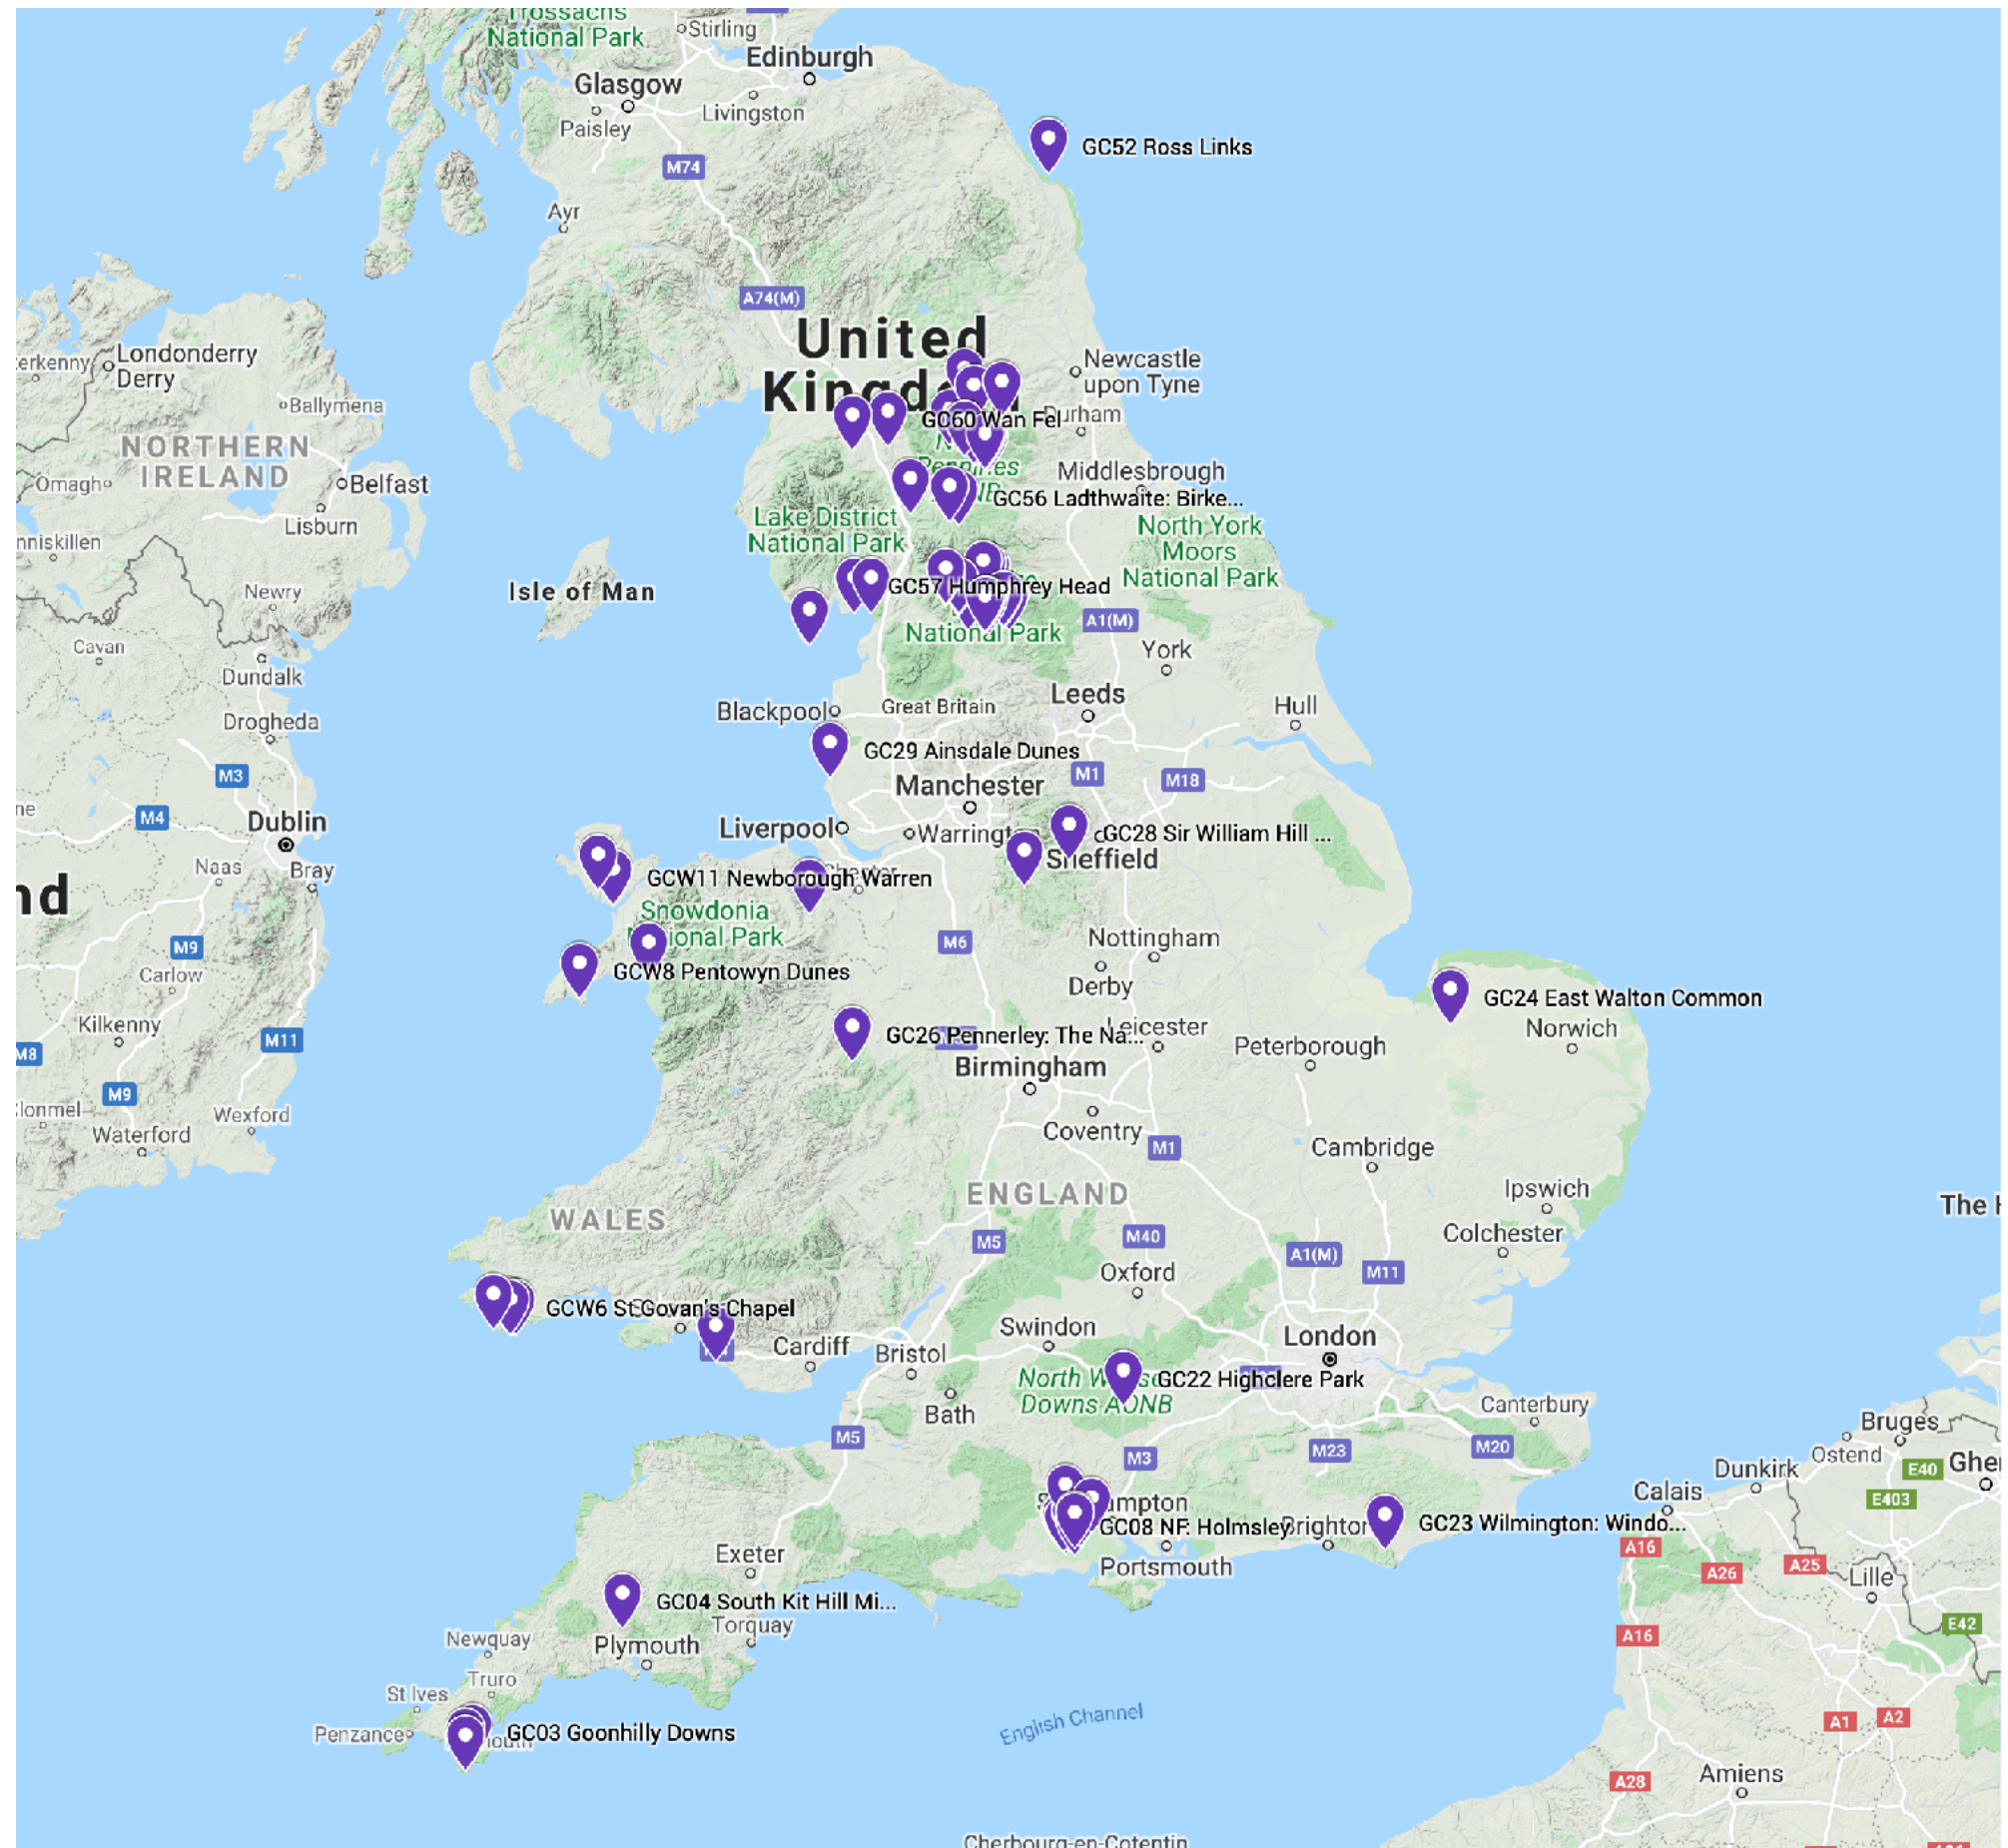 Trossachs
National Park
Stirling
Edinburgh
Glasgow
Livingston
Paisley
GC52 Ross Links
M74
Ayr
A74(M)
United
Londonderry
Derry
Newcastle
upon Tyne
Ballymena
GC60 Wan Fel
NORTHERN
IRELAND
Omagh
Belfast
Middlesbrough
GC56 Ladthwaite: Birke...
Lisburn
Lake District
National Park
North York
Moors
National Park
Isle of Man
Newry
GC57 Humphrey Head
A1(M)
National Park
Cavan
York
Dundalk
Leeds
Blackpool
Great Britain
Hull
Drogheda
GC29 Ainsdale Dunes
M3
M1
M18
Manchester
M4
Dublin
Liverpool
GC28 Sir William Hill ...
Sheffield
Naas
Bray
GCW11 Newborough Warren
Snowdonia
M9
M6
Nottingham
Carlow
GCW8 Pentowyn Dunes
Derby
GC24 East Walton Common
Kilkenny
Norwich
M11
GC26 Pennerley: The Na...
Leicester
Peterborough
M8
Birmingham
M9
Wexford
Waterford
Coventry
M1
Cambridge
ENGLAND
Ipswich
WALES
Colchester
M5
M40
A1(M)
M11
Oxford
GCW6 St Govan's Chapel
Swindon
London
Cardiff
Bristol
GC22 Highclere Park
Downs AONB
Bath
Canterbury
Bruges
M5
M3
M23
M20
Ostend
Dunkirk
E40
Calais
E403
GC08 NF: Holmsley
Brighton
GC23 Wilmington: Windo...
A16
Exeter
Portsmouth
A25
A26
Lille
GC04 South Kit Hill Mi...
Torquay
E42
Newquay
Plymouth
A16
Truro
St Ives
English Channel
Penzance
GC03 Goonhilly Downs
A1
A2
A28
Amiens
Cherbourg-en-Cotentin